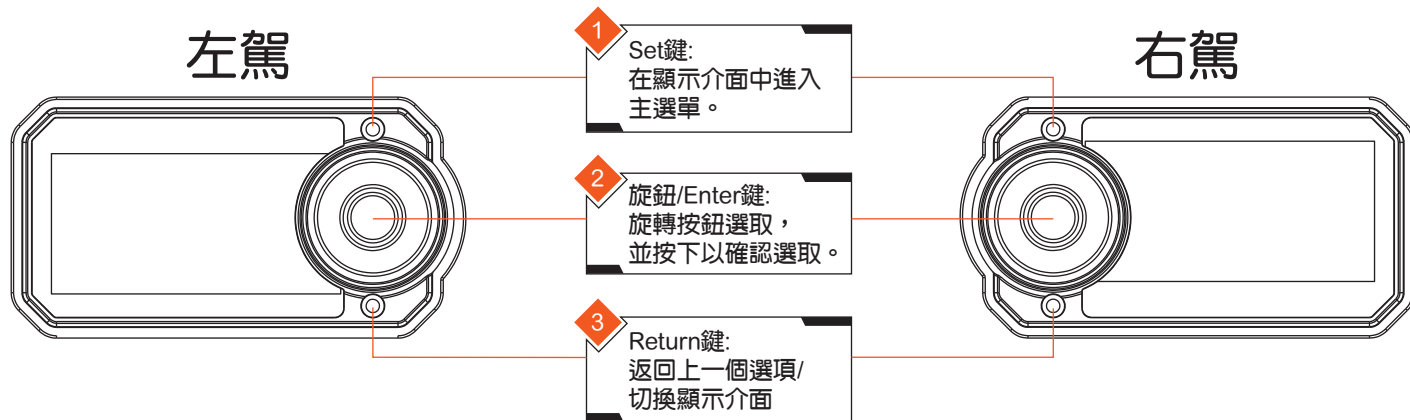 左駕
1
Set鍵:
在顯示介面中進入
主選單。
2
旋鈕/Enter鍵:
旋轉按鈕選取，
並按下以確認選取。
3
Return鍵:
返回上一個選項/
切換顯示介面
右駕